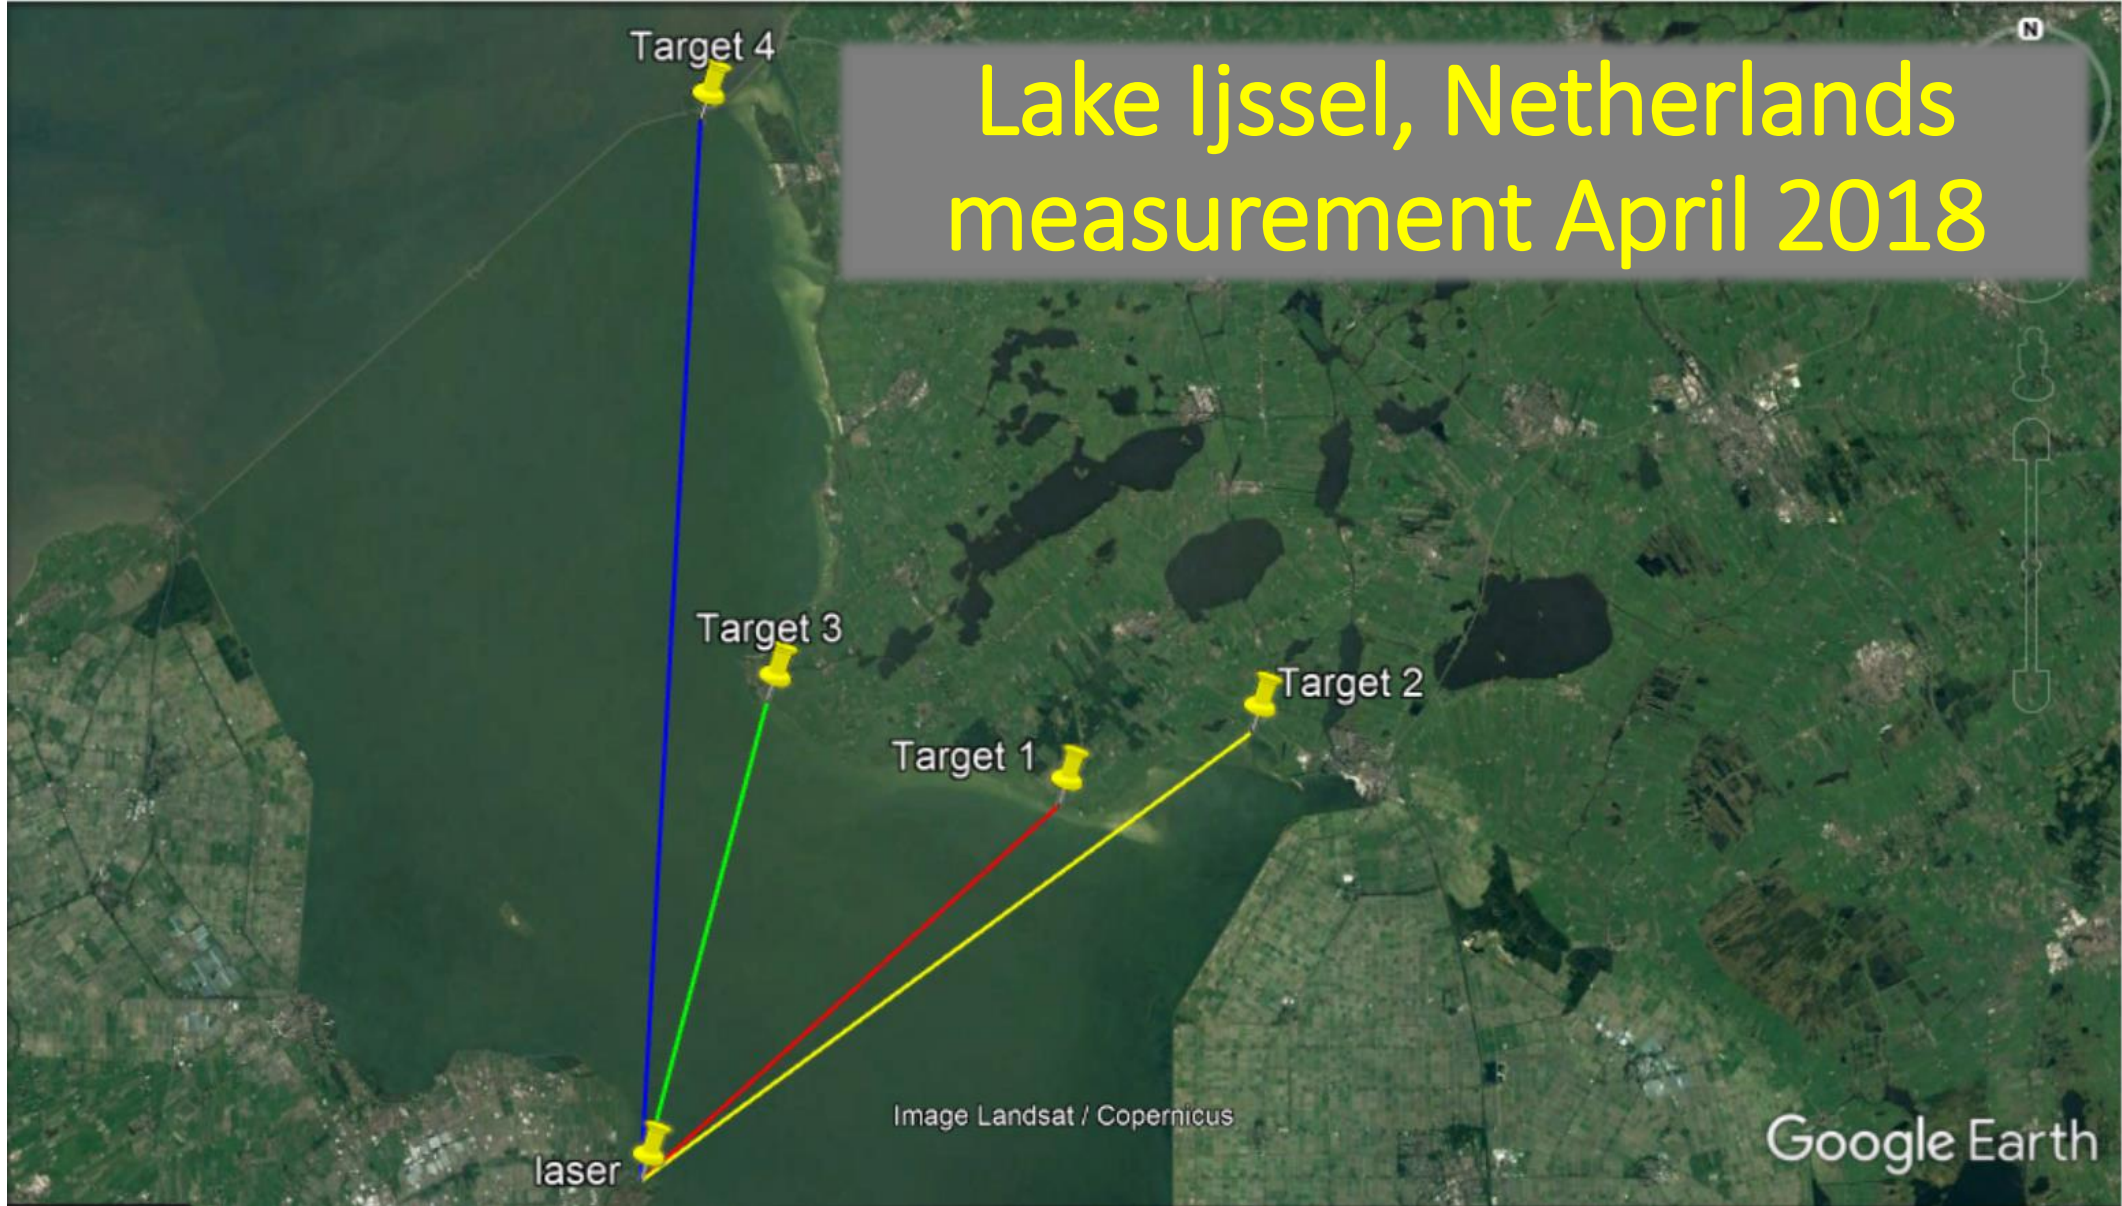 Target 4
N
Lake Ijssel, Netherlands
measurement April 2018
Target 3
Target 2
Target 1
Image Landsat / Copernicus
Google Earth
laser